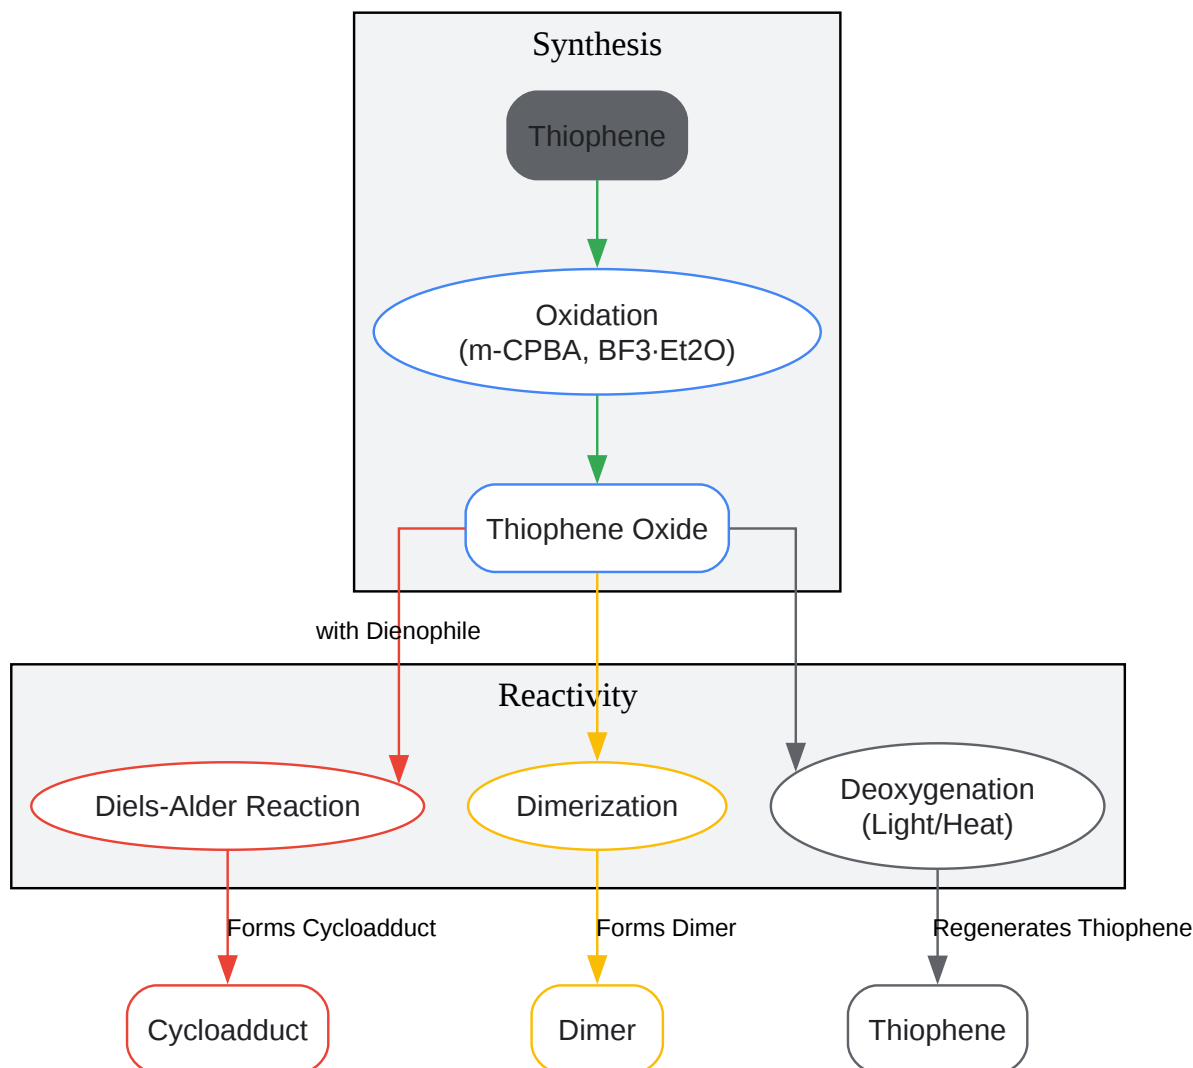 Synthesis
Thiophene
Oxidation
(m-CPBA, BF3·Et2O)
Thiophene Oxide
with Dienophile
Reactivity
Diels-Alder Reaction
Dimerization
Deoxygenation
(Light/Heat)
Forms Cycloadduct
Forms Dimer
Regenerates Thiophene
Cycloadduct
Dimer
Thiophene